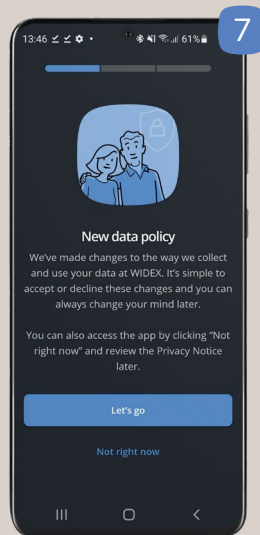 7
13:46
61%
New data policy
We've made changes to the way we collect
and use your data at WIDEX. It's simple to
accept or decline these changes and you can
always change your mind later.
You can also access the app by clicking "Not
right now" and review the Privacy Notice
later.
Let's go
Not right now